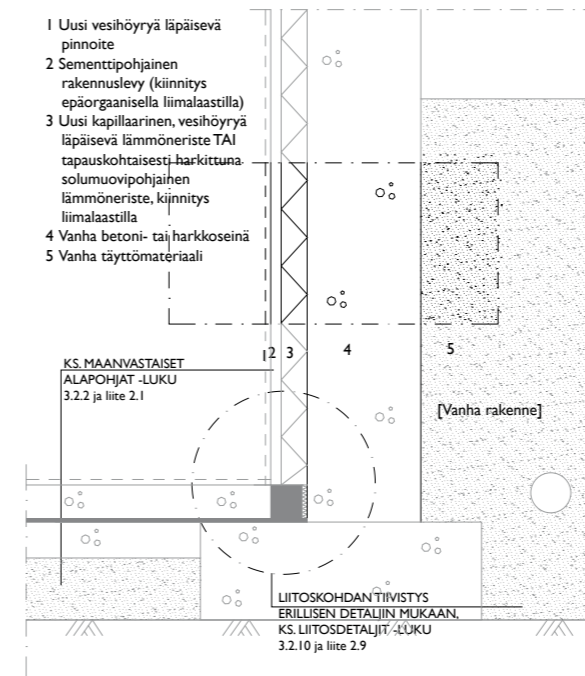 1 Uusi vesihöyryä läpäisevä
pinnoite
2 Sementtipohjainen
rakennuslevy (kiinnitys
epäorgaanisella liimalaastilla)
3 Uusi kapillaarinen, vesihöyryä
läpäisevä lämmöneriste TAI
tapauskohtaisesti harkittuna
solumuovipohjainen
lämmöneriste, kiinnitys
liimalaastilla
4 Vanha betoni- tai harkkoseinä
5 Vanha täyttömateriaali
1 2 3 4 5
KS. MAANVASTAISET
ALAPOHJAT -LUKU
3.2.2 ja liite 2.1
[Vanha rakenne]
LIITOSKOHDAN TIIVISTYS
ERILLISEN DETALJIN MUKAAN,
KS. LIITOSDETALJIT -LUKU
3.2.10 ja liite 2.9